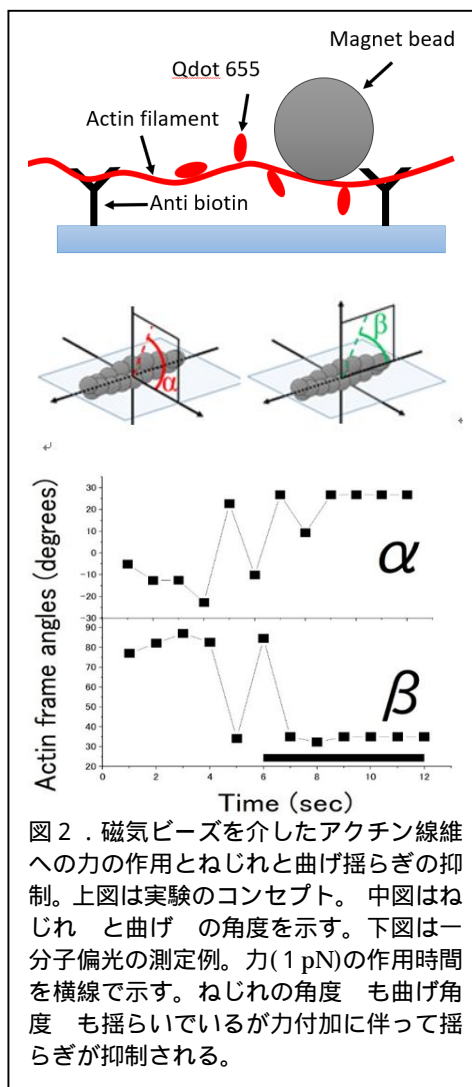 Magnet bead
Qdot 655
Actin filament
Anti biotin
α
β
Actin frame angles (degrees)
30
20
10
0
-10
-20
-30
α
90
80
70
60
50
40
30
20
β
0
2
4
6
8
10
12
Time (sec)
図２．磁気ビーズを介したアクチン線維
への力の作用とねじれと曲げ揺らぎの抑
制。上図は実験のコンセプト。 中図はね
じれ　と曲げ　の角度を示す。下図は一
分子偏光の測定例。力(１pN)の作用時間
を横線で示す。ねじれの角度　も曲げ角
度　も揺らいでいるが力付加に伴って揺
らぎが抑制される。